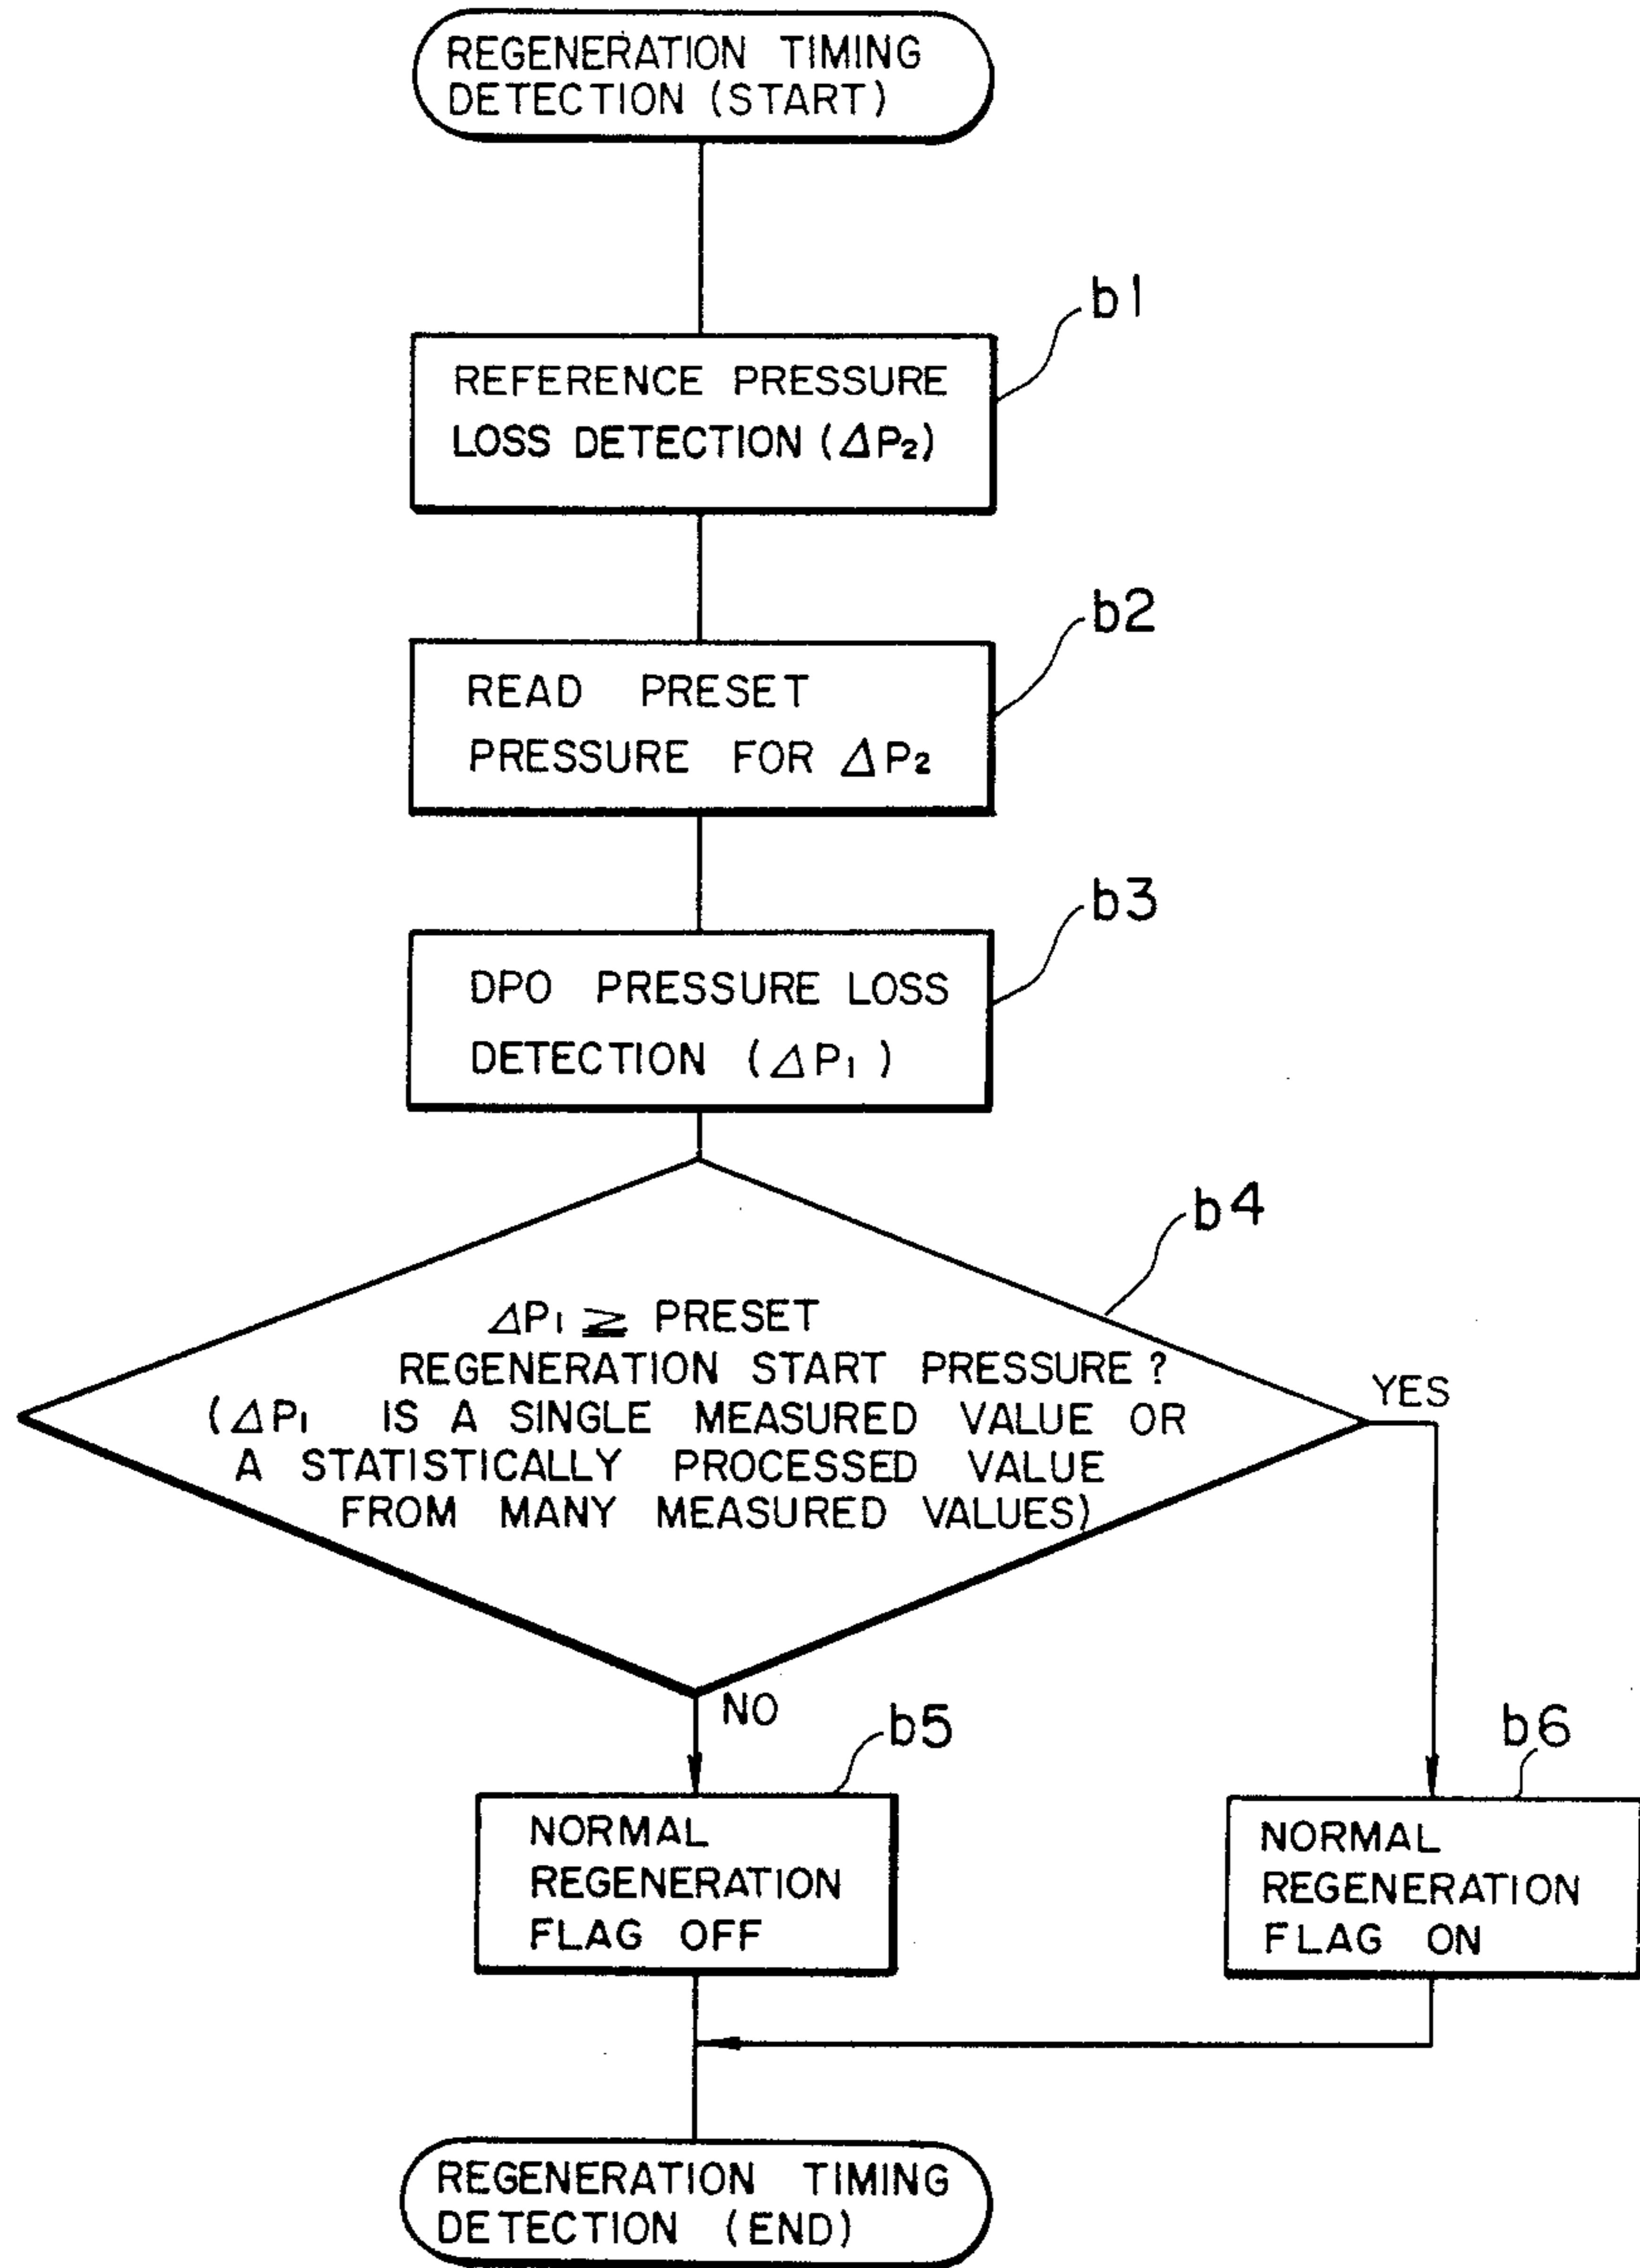 REGENERATION TIMING
DETECTION (START)
b1
REFERENCE PRESSURE
LOSS DETECTION (ΔP₂)
b2
READ PRESET
PRESSURE FOR ΔP₂
b3
DPO PRESSURE LOSS
DETECTION (ΔP₁)
b4
ΔP₁ ≧ PRESET
REGENERATION START PRESSURE?
(ΔP₁ IS A SINGLE MEASURED VALUE OR
A STATISTICALLY PROCESSED VALUE
FROM MANY MEASURED VALUES)
YES
NO
b5
b6
NORMAL
REGENERATION
FLAG OFF
NORMAL
REGENERATION
FLAG ON
REGENERATION TIMING
DETECTION (END)